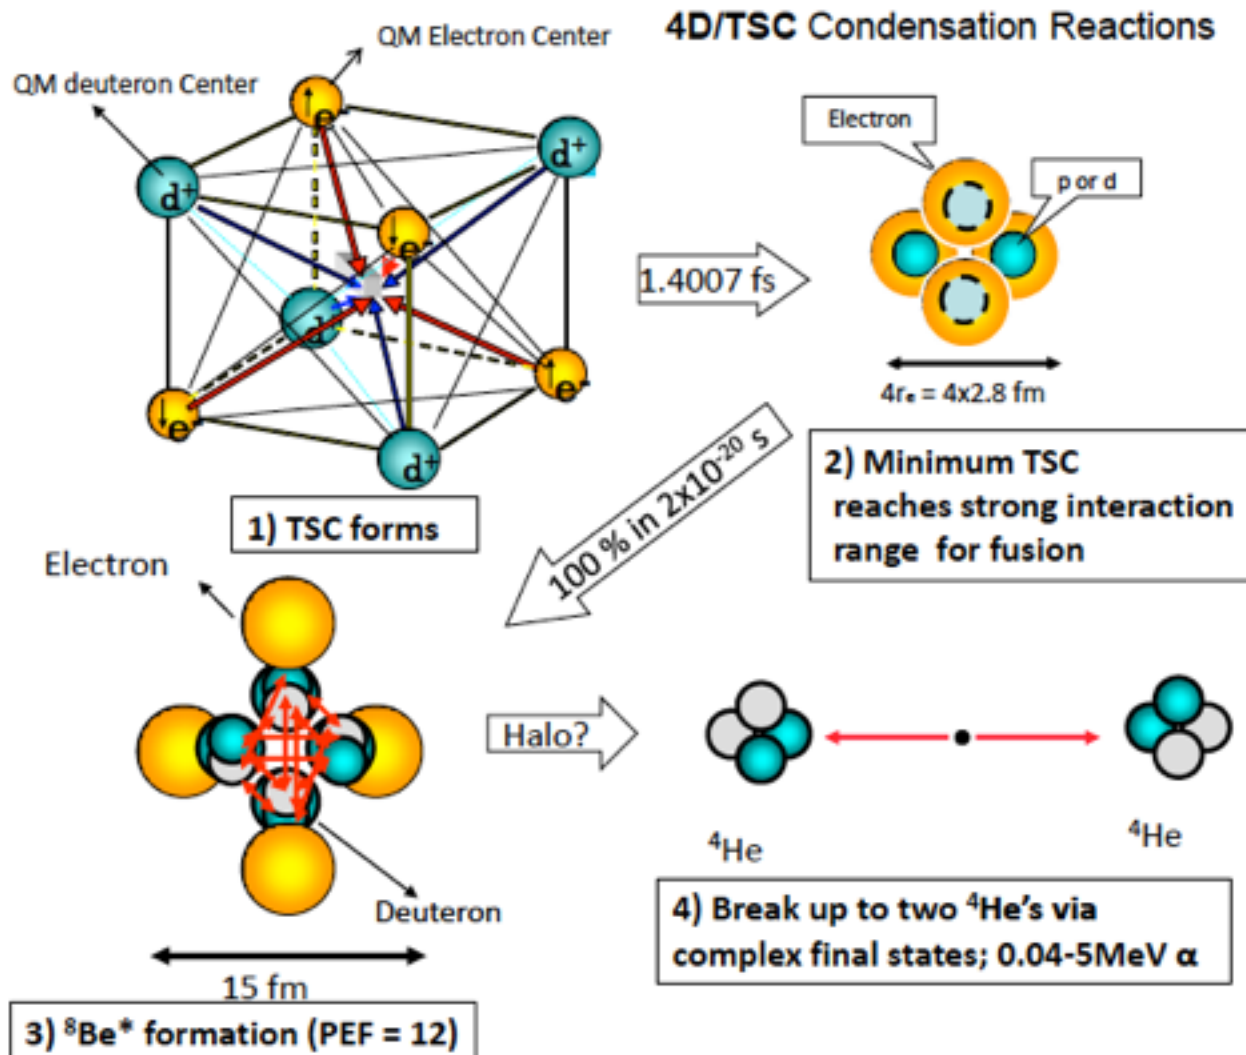 4D/TSC Condensation Reactions
QM Electron Center
QM deuteron Center
e-
d⁺
d⁺
e-
d⁺
e-
e-
d⁺
1) TSC forms
1.4007 fs
Electron
p or d
4rₑ = 4x2.8 fm
2) Minimum TSC
reaches strong interaction
range for fusion
100 % in 2x10⁻²⁰ s
Electron
Deuteron
15 fm
3) ⁸Be* formation (PEF = 12)
Halo?
⁴He
⁴He
4) Break up to two ⁴He's via
complex final states; 0.04-5MeV α